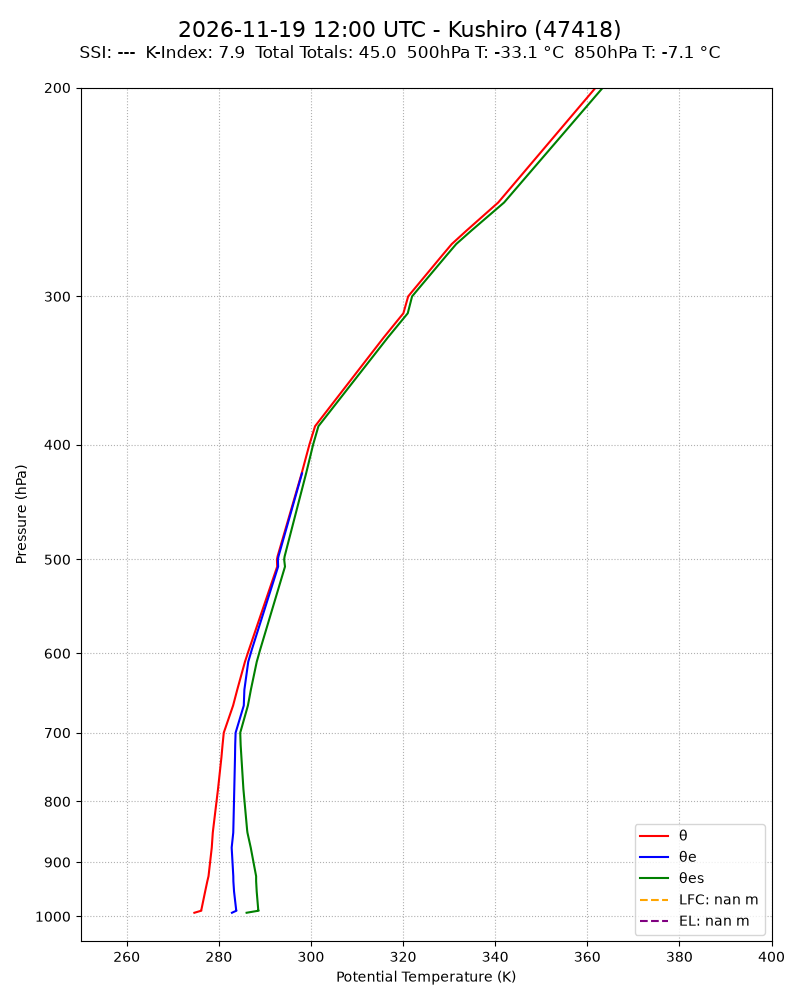 2026-11-19 12:00 UTC - Kushiro (47418)
SSI: ---  K-Index: 7.9  Total Totals: 45.0  500hPa T: -33.1 °C  850hPa T: -7.1 °C
200
300
400
500
600
700
800
900
1000
Pressure (hPa)
260 280 300 320 340 360 380 400
Potential Temperature (K)
θ
θe
θes
LFC: nan m
EL: nan m